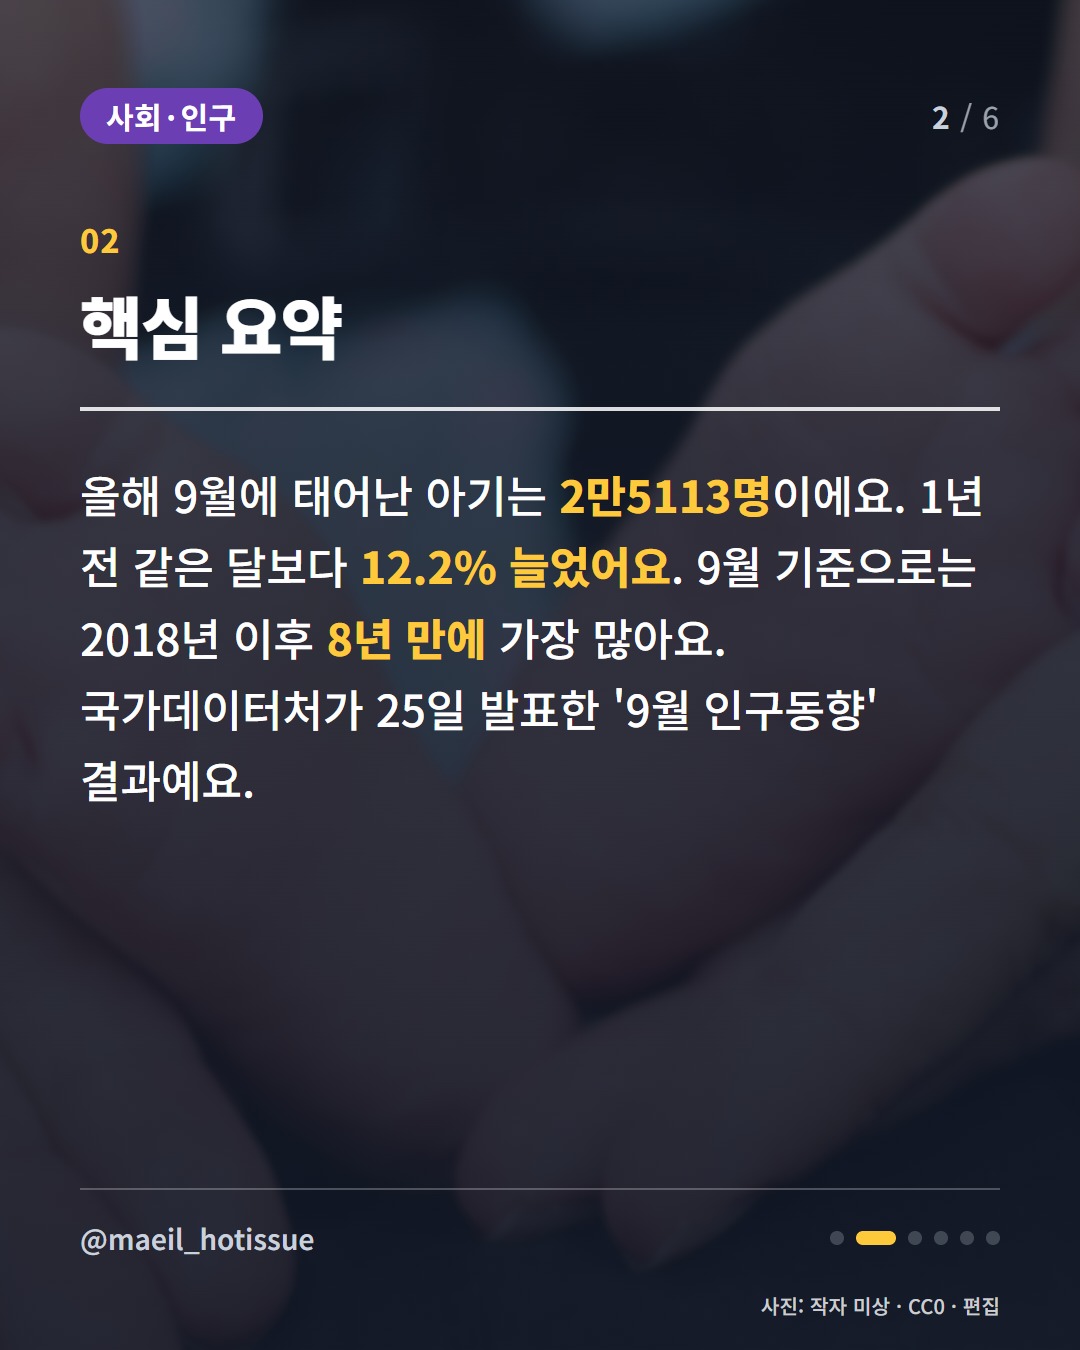 사회·인구
2 / 6
02
핵심 요약
올해 9월에 태어난 아기는 2만5113명이에요. 1년
전 같은 달보다 12.2% 늘었어요. 9월 기준으로는
2018년 이후 8년 만에 가장 많아요.
국가데이터처가 25일 발표한 '9월 인구동향'
결과예요.
@maeil_hotissue
사진: 작자 미상 · CC0 · 편집